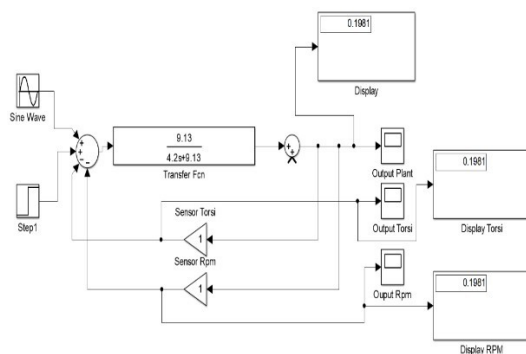 0.1981
Display
Sine Wave
9.13
4.2s+9.13
Transfer Fcn
Output Plant
0.1981
Step1
Sensor Torsi
1
Output Torsi
Display Torsi
Sensor Rpm
1
Ouput Rpm
0.1981
Display RPM